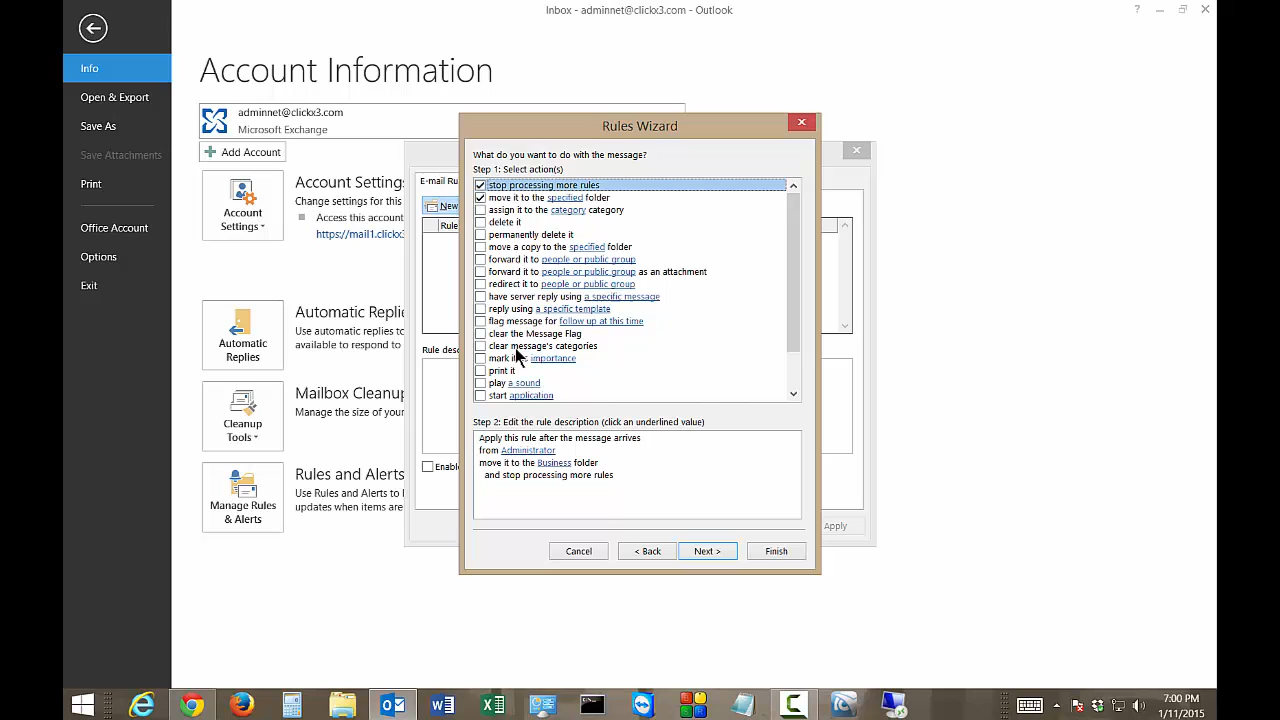 Inbox - adminnet@clickx3.com - Outlook
?
Info
Open & Export
Save As
Save Attachments
Print
Office Account
Options
Exit
Account Information
adminnet@clickx3.com
Microsoft Exchange
Add Account
Account Settings
Account Settings
Change settings for this
Access this account
https://mail1.clickx3
Automatic Replies
Automatic Replie
Use automatic replies to
available to respond to
Cleanup Tools
Mailbox Cleanup
Manage the size of your
Manage Rules & Alerts
Rules and Alerts
Use Rules and Alerts to
updates when items are
E-mail Ru
New
Rule
Rule des
Enable
Apply
Rules Wizard
What do you want to do with the message?
Step 1: Select action(s)
stop processing more rules
move it to the specified folder
assign it to the category category
delete it
permanently delete it
move a copy to the specified folder
forward it to people or public group
forward it to people or public group as an attachment
redirect it to people or public group
have server reply using a specific message
reply using a specific template
flag message for follow up at this time
clear the Message Flag
clear message's categories
mark it as importance
print it
play a sound
start application
Step 2: Edit the rule description (click an underlined value)
Apply this rule after the message arrives
from Administrator
move it to the Business folder
and stop processing more rules
Cancel
< Back
Next >
Finish
7:00 PM
1/11/2015